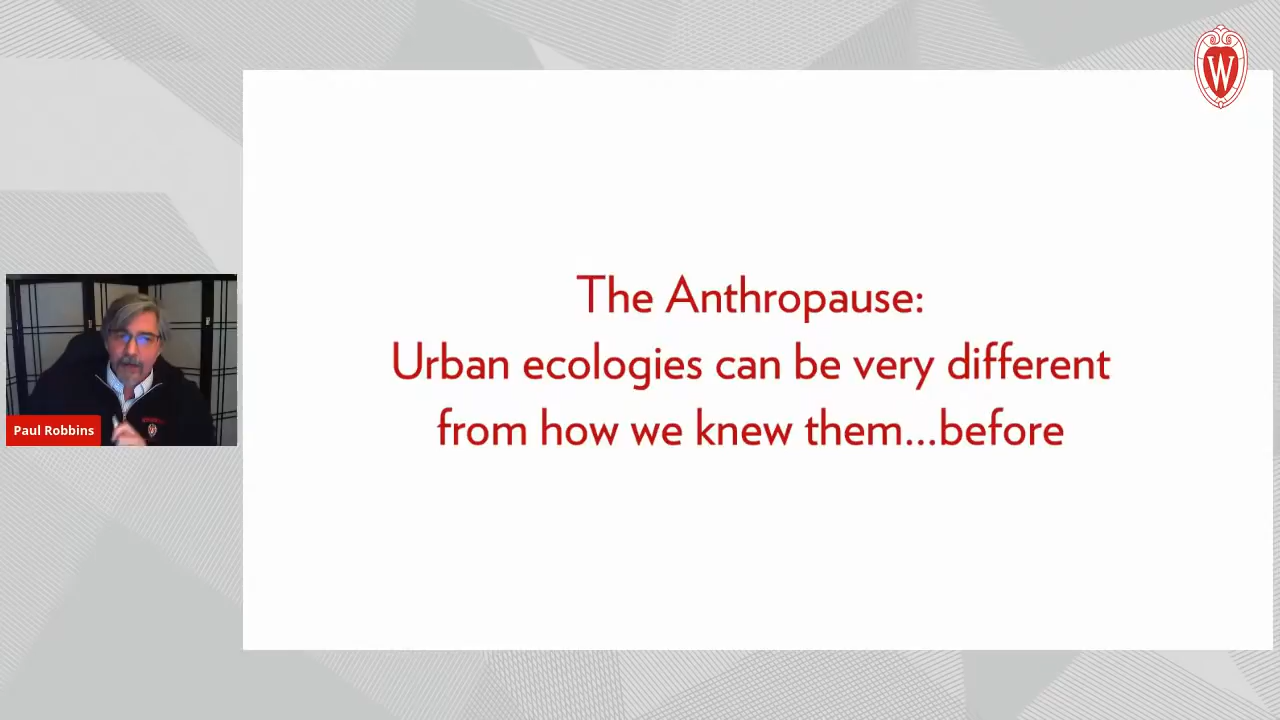 W
The Anthropause:
Urban ecologies can be very different
from how we knew them...before
Paul Robbins